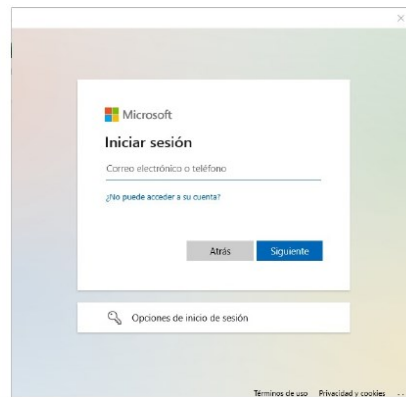 Microsoft
Iniciar sesión
Correo electrónico o teléfono
¿No puede acceder a su cuenta?
Atrás Siguiente
Opciones de inicio de sesión
Términos de uso Privacidad y cookies